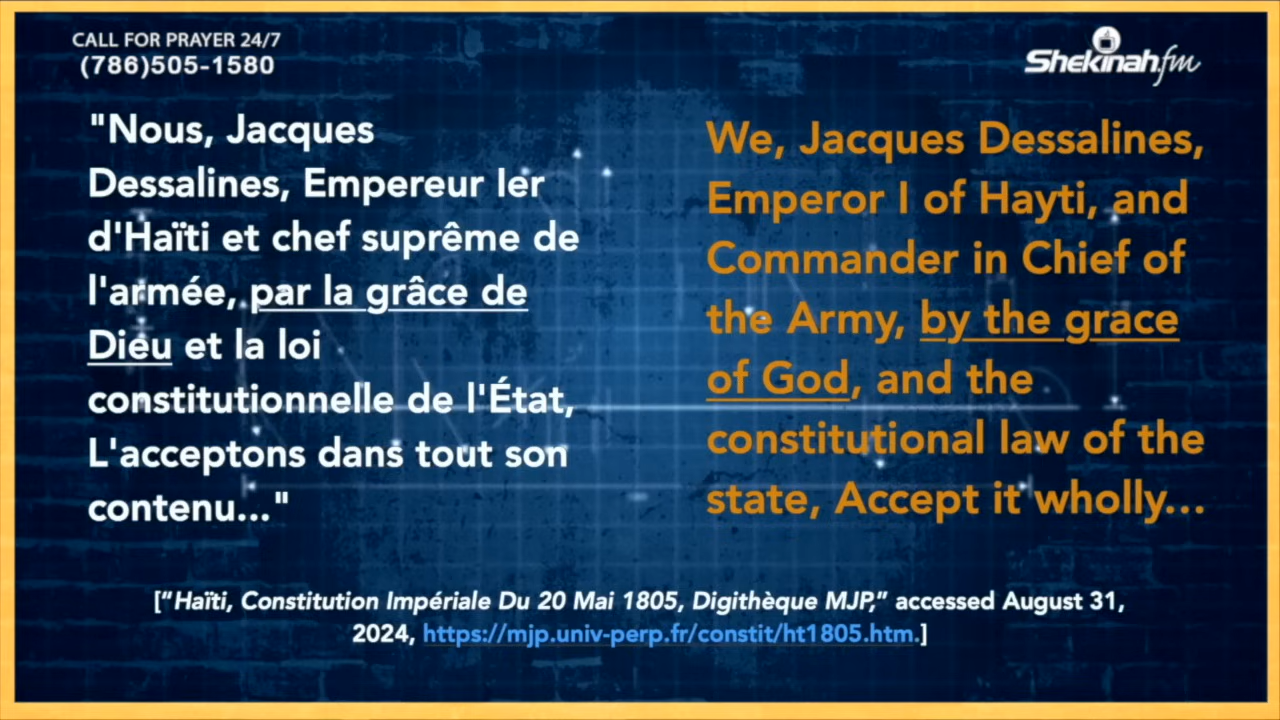 CALL FOR PRAYER 24/7
(786)505-1580
Shekinah.fm
"Nous, Jacques
Dessalines, Empereur Ier
d'Haïti et chef suprême de
l'armée, par la grâce de
Dieu et la loi
constitutionnelle de l'État,
L'acceptons dans tout son
contenu..."
We, Jacques Dessalines,
Emperor I of Hayti, and
Commander in Chief of
the Army, by the grace
of God, and the
constitutional law of the
state, Accept it wholly...
["Haïti, Constitution Impériale Du 20 Mai 1805, Digithèque MJP," accessed August 31,
2024, https://mjp.univ-perp.fr/constit/ht1805.htm.]